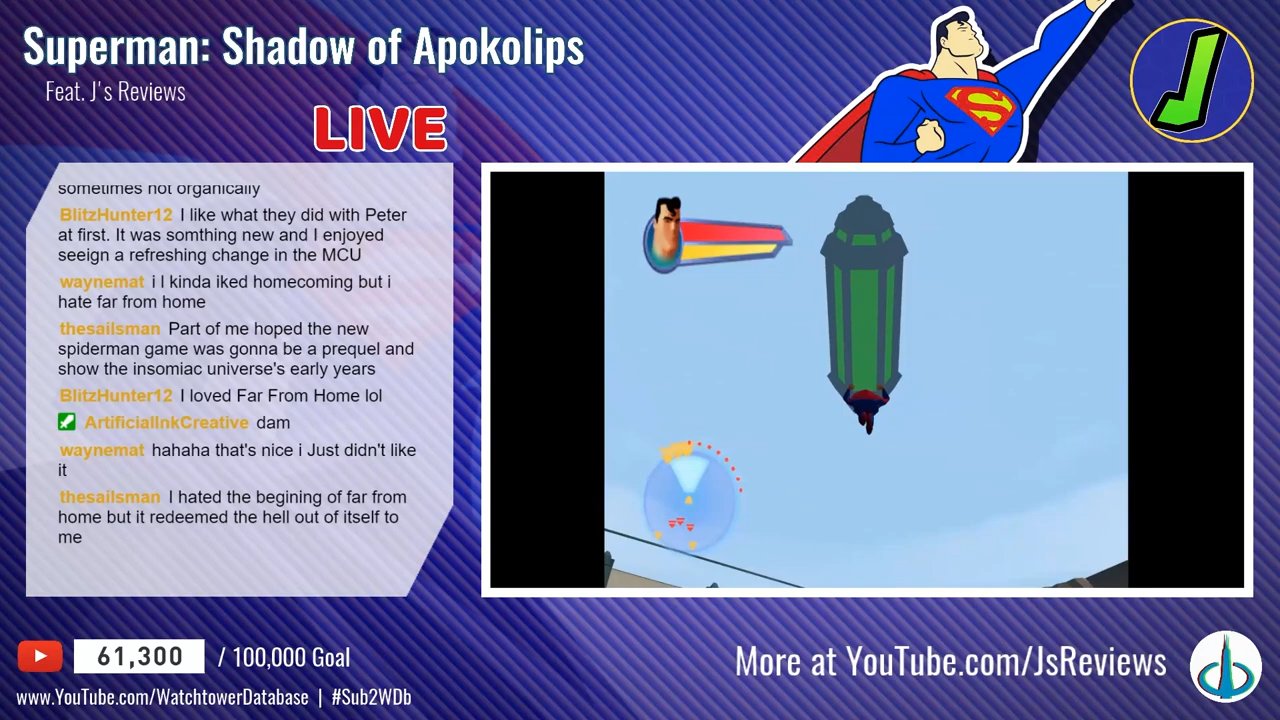 Superman: Shadow of Apokolips
Feat. J's Reviews
LIVE
sometimes not organically
BlitzHunter12 I like what they did with Peter
at first. It was somthing new and I enjoyed
seeign a refreshing change in the MCU
waynemat i l kinda iked homecoming but i
hate far from home
thesailsman Part of me hoped the new
spiderman game was gonna be a prequel and
show the insomiac universe's early years
BlitzHunter12 I loved Far From Home lol
ArtificialInkCreative dam
waynemat hahaha that's nice i Just didn't like
it
thesailsman I hated the begining of far from
home but it redeemed the hell out of itself to
me
61,300 / 100,000 Goal
www.YouTube.com/WatchtowerDatabase | #Sub2WDb
More at YouTube.com/JsReviews